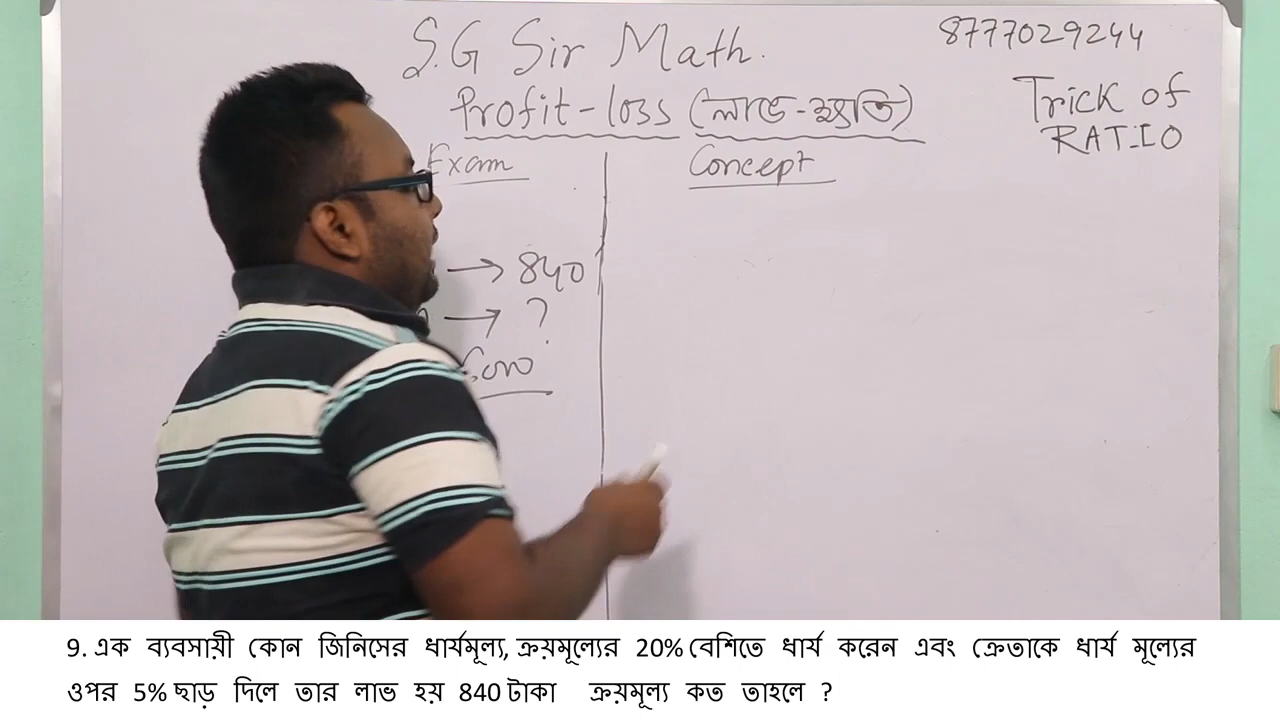 S.G Sir Math.
8777029244
Profit-loss (লাভ-ক্ষতি)
Trick of
RATIO
Exam
Concept
→ 840
→ ?
9. এক ব্যবসায়ী কোন জিনিসের ধার্যমূল্য, ক্রয়মূল্যের 20% বেশিতে ধার্য করেন এবং ক্রেতাকে ধার্য মূল্যের
ওপর 5% ছাড় দিলে তার লাভ হয় 840 টাকা ক্রয়মূল্য কত তাহলে ?